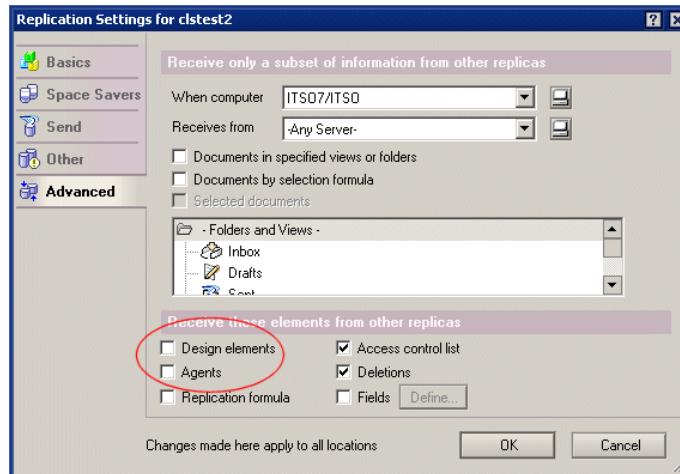 Replication Settings for clstest2
Basics
Space Savers
Send
Other
Advanced
Receive only a subset of information from other replicas
When computer ITSO7/ITSO
Receives from -Any Server-
Documents in specified views or folders
Documents by selection formula
Selected documents
- Folders and Views -
Inbox
Drafts
Sent
Receive these elements from other replicas
Design elements Access control list
Agents Deletions
Replication formula Fields Define...
Changes made here apply to all locations OK Cancel